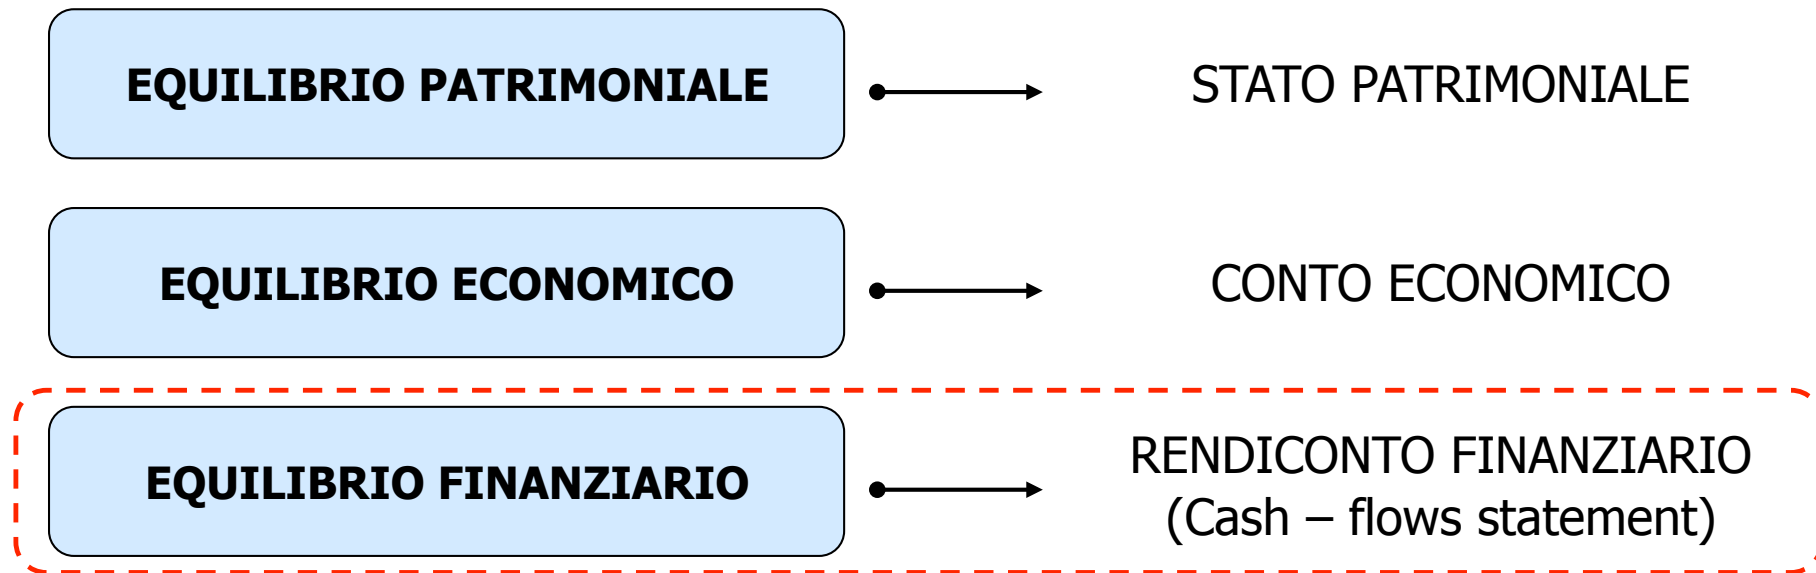 EQUILIBRIO PATRIMONIALE
STATO PATRIMONIALE
EQUILIBRIO ECONOMICO
CONTO ECONOMICO
EQUILIBRIO FINANZIARIO
RENDICONTO FINANZIARIO
(Cash – flows statement)